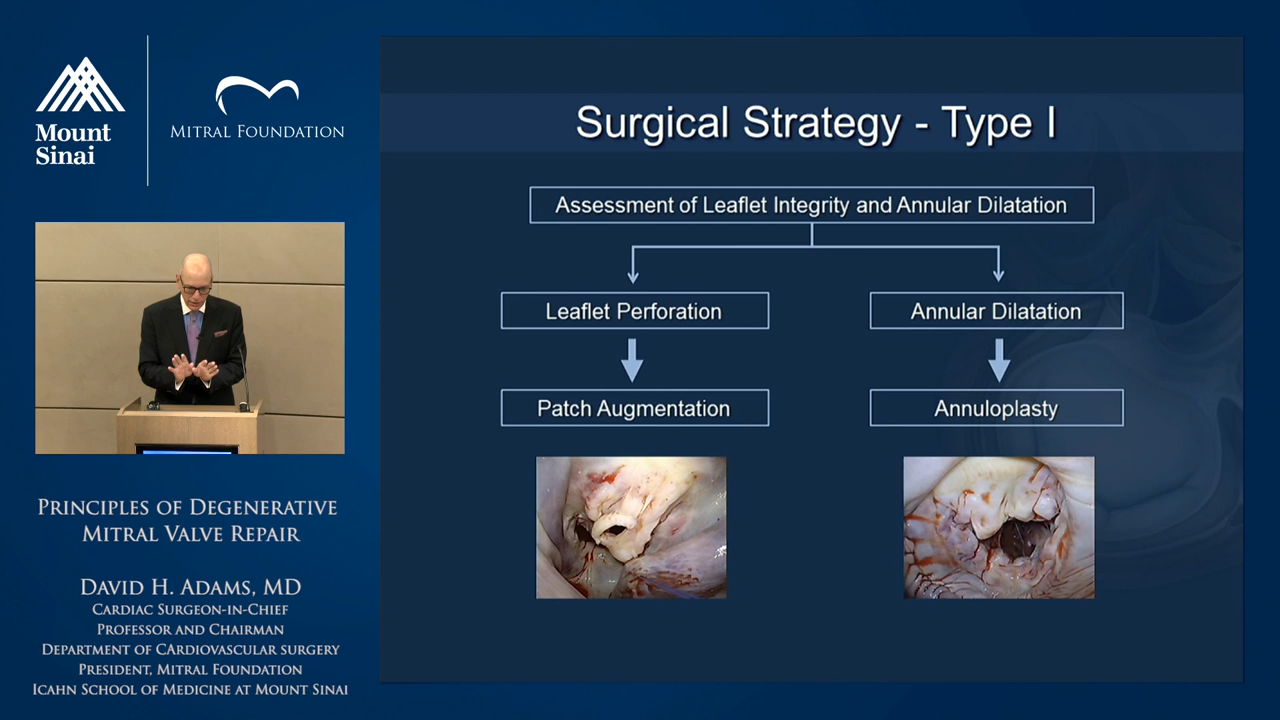 Mount
Sinai
MITRAL FOUNDATION
PRINCIPLES OF DEGENERATIVE
MITRAL VALVE REPAIR
DAVID H. ADAMS, MD
CARDIAC SURGEON-IN-CHIEF
PROFESSOR AND CHAIRMAN
DEPARTMENT OF CARDIOVASCULAR SURGERY
PRESIDENT, MITRAL FOUNDATION
ICAHN SCHOOL OF MEDICINE AT MOUNT SINAI
Surgical Strategy - Type I
Assessment of Leaflet Integrity and Annular Dilatation
Leaflet Perforation
Annular Dilatation
Patch Augmentation
Annuloplasty